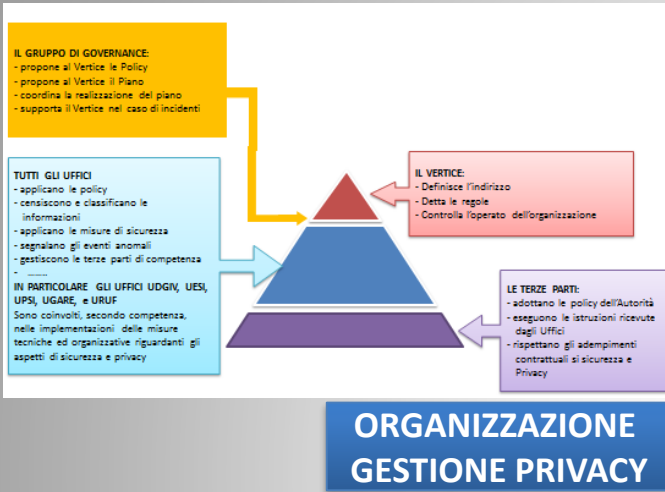 IL GRUPPO DI GOVERNANCE:
- propone al Vertice le Policy
- propone al Vertice il Piano
- coordina la realizzazione del piano
- supporta il Vertice nel caso di incidenti
TUTTI GLI UFFICI
- applicano le policy
- censiscono e classificano le
informazioni
- applicano le misure di sicurezza
- segnalano gli eventi anomali
- gestiscono le terze parti di competenza
- ........
IN PARTICOLARE GLI UFFICI UDGIV, UESI,
UPSI, UGARE, e URUF
Sono coinvolti, secondo competenza,
nelle implementazioni delle misure
tecniche ed organizzative riguardanti gli
aspetti di sicurezza e privacy
IL VERTICE:
- Definisce l'indirizzo
- Detta le regole
- Controlla l'operato dell'organizzazione
LE TERZE PARTI:
- adottano le policy dell'Autorità
- eseguono le istruzioni ricevute
dagli Uffici
- rispettano gli adempimenti
contrattuali si sicurezza e
Privacy
ORGANIZZAZIONE
GESTIONE PRIVACY